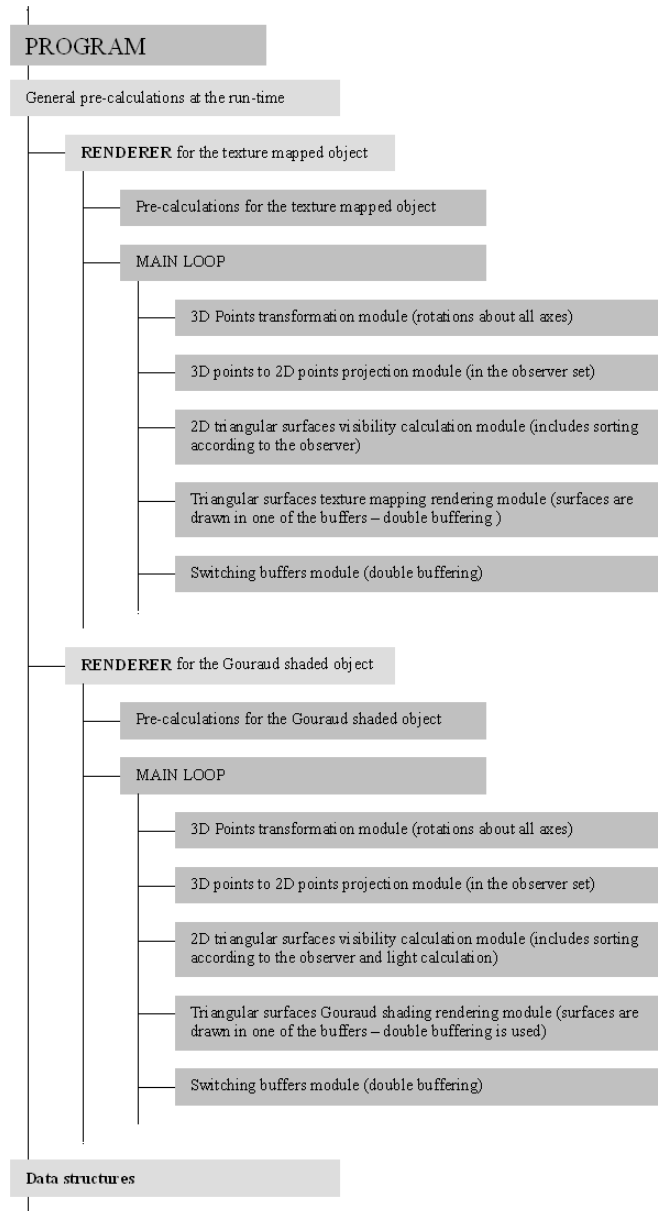 PROGRAM
General pre-calculations at the run-time
RENDERER for the texture mapped object
Pre-calculations for the texture mapped object
MAIN LOOP
3D Points transformation module (rotations about all axes)
3D points to 2D points projection module (in the observer set)
2D triangular surfaces visibility calculation module (includes sorting
according to the observer)
Triangular surfaces texture mapping rendering module (surfaces are
drawn in one of the buffers – double buffering )
Switching buffers module (double buffering)
RENDERER for the Gouraud shaded object
Pre-calculations for the Gouraud shaded object
MAIN LOOP
3D Points transformation module (rotations about all axes)
3D points to 2D points projection module (in the observer set)
2D triangular surfaces visibility calculation module (includes sorting
according to the observer and light calculation)
Triangular surfaces Gouraud shading rendering module (surfaces are
drawn in one of the buffers – double buffering is used)
Switching buffers module (double buffering)
Data structures